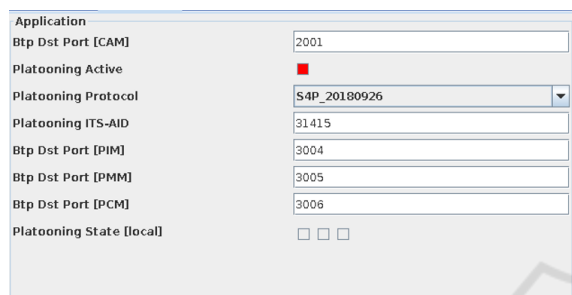 Application
Btp Dst Port [CAM] 2001
Platooning Active
Platooning Protocol S4P_20180926
Platooning ITS-AID 31415
Btp Dst Port [PIM] 3004
Btp Dst Port [PMM] 3005
Btp Dst Port [PCM] 3006
Platooning State [local]